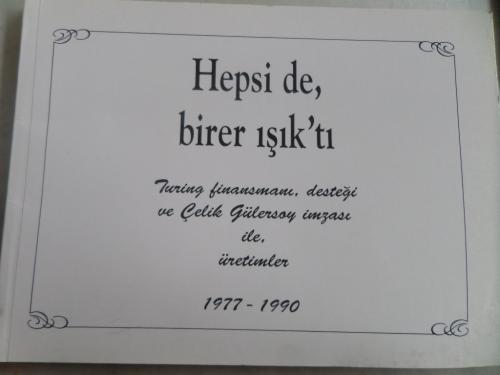 Hepsi de,
birer ışık'tı
Turing finansmanı, desteği
ve Çelik Gülersoy imzası
ile,
üretimler
1977 - 1990